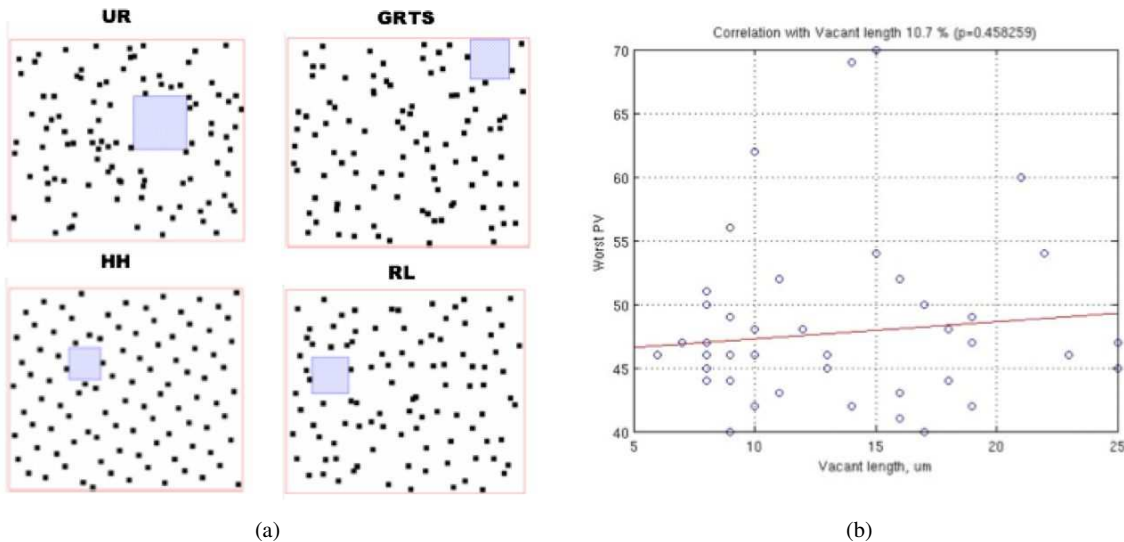 UR
GRTS
HH
RL
(a)
Correlation with Vacant length 10.7 % (p=0.458259)
Worst PV
70
65
60
55
50
45
40
5
10
15
20
25
Vacant length, um
(b)